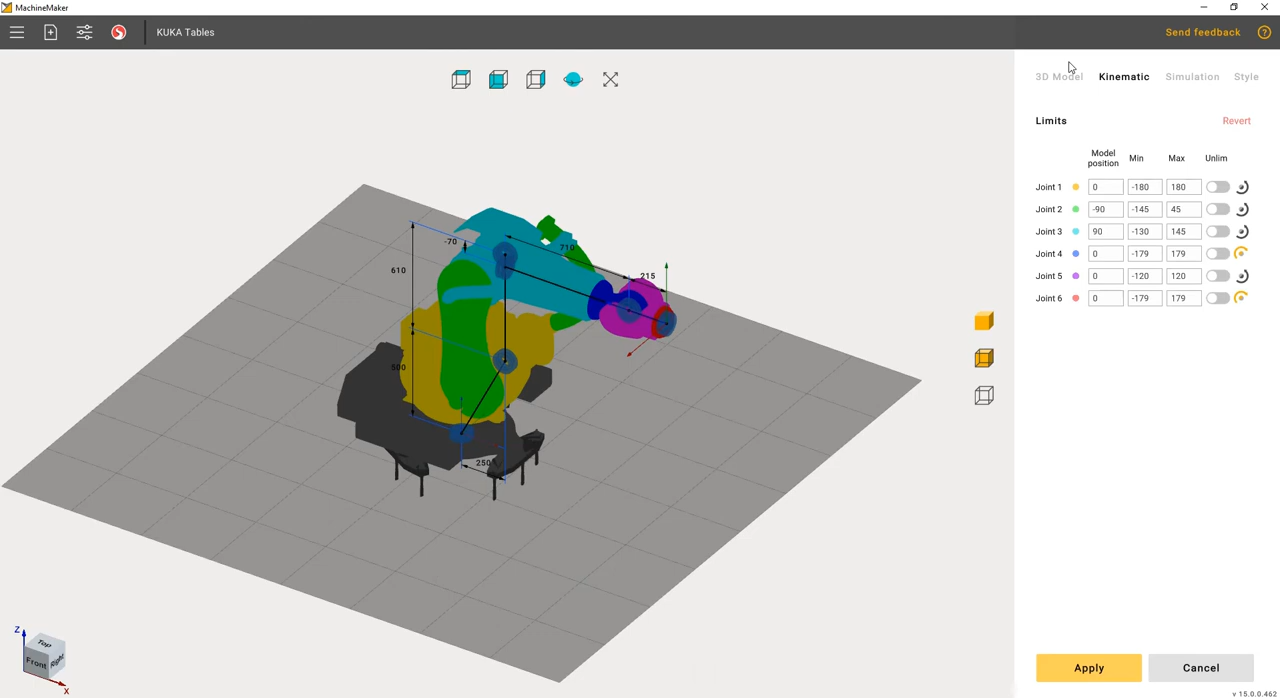 MachineMaker
KUKA Tables
Send feedback
3D Model Kinematic Simulation Style
Limits Revert
Model position Min Max Unlim
Joint 1 0 -180 180
Joint 2 -90 -145 45
Joint 3 90 -130 145
Joint 4 0 -179 179
Joint 5 0 -120 120
Joint 6 0 -179 179
-70
710
610
215
500
250
Z
Top
Front
Right
X
Apply Cancel
v 15.0.0.462